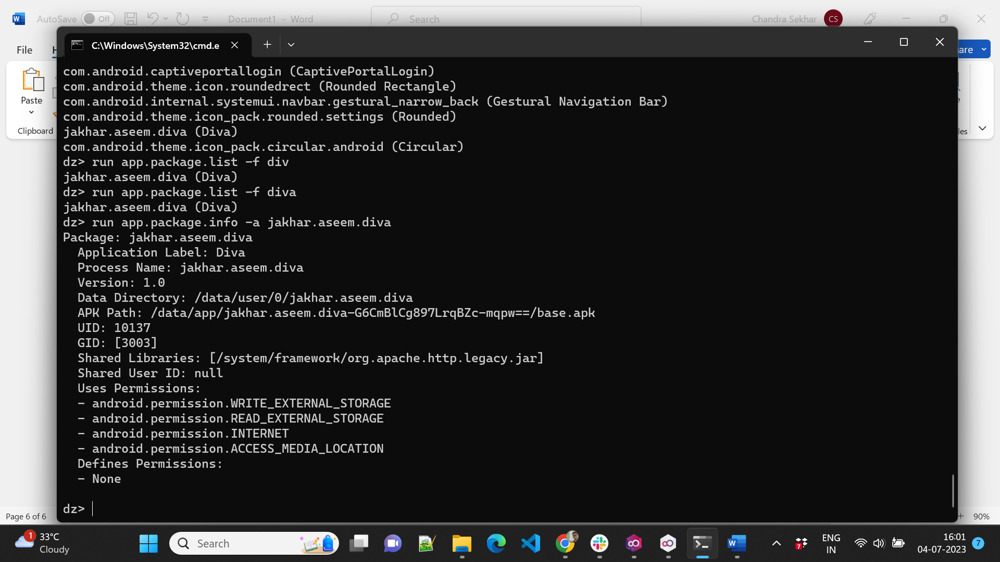 AutoSave Off Document1 - Word Search Chandra Sekhar CS
C:\Windows\System32\cmd.e
File
Paste
Clipboard
com.android.captiveportallogin (CaptivePortalLogin)
com.android.theme.icon.roundedrect (Rounded Rectangle)
com.android.internal.systemui.navbar.gestural_narrow_back (Gestural Navigation Bar)
com.android.theme.icon_pack.rounded.settings (Rounded)
jakhar.aseem.diva (Diva)
com.android.theme.icon_pack.circular.android (Circular)
dz> run app.package.list -f div
jakhar.aseem.diva (Diva)
dz> run app.package.list -f diva
jakhar.aseem.diva (Diva)
dz> run app.package.info -a jakhar.aseem.diva
Package: jakhar.aseem.diva
Application Label: Diva
Process Name: jakhar.aseem.diva
Version: 1.0
Data Directory: /data/user/0/jakhar.aseem.diva
APK Path: /data/app/jakhar.aseem.diva-G6CmBlCg897LrqBZc-mqpw==/base.apk
UID: 10137
GID: [3003]
Shared Libraries: [/system/framework/org.apache.http.legacy.jar]
Shared User ID: null
Uses Permissions:
- android.permission.WRITE_EXTERNAL_STORAGE
- android.permission.READ_EXTERNAL_STORAGE
- android.permission.INTERNET
- android.permission.ACCESS_MEDIA_LOCATION
Defines Permissions:
- None
dz>
Page 6 of 6 90%
1 33°C
Cloudy
Search
7
ENG
IN
16:01
04-07-2023
7